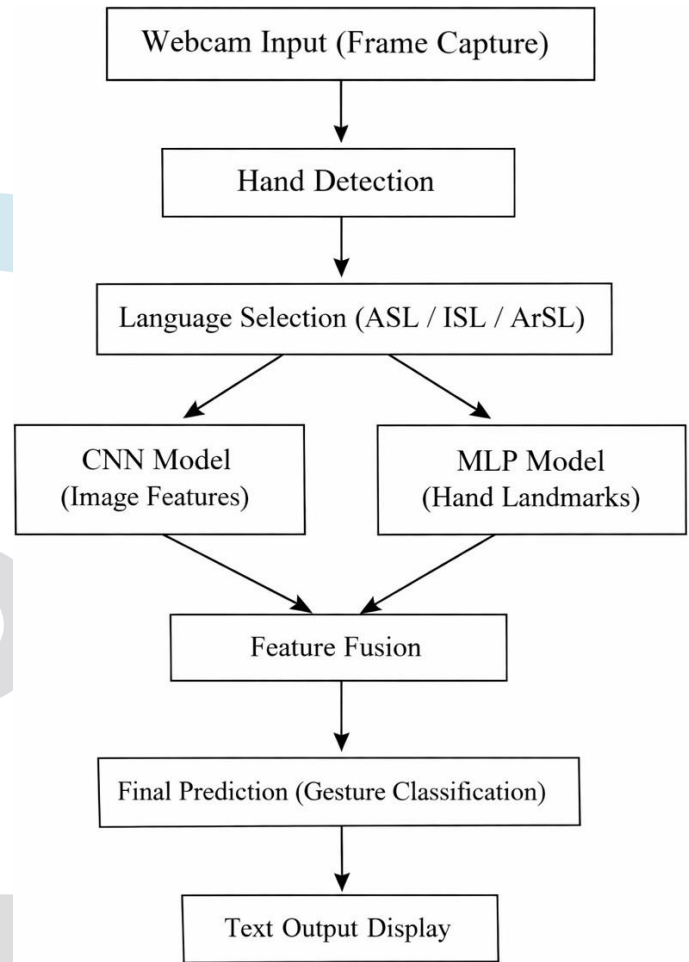 Webcam Input (Frame Capture)
Hand Detection
Language Selection (ASL / ISL / ArSL)
CNN Model
(Image Features)
MLP Model
(Hand Landmarks)
Feature Fusion
Final Prediction (Gesture Classification)
Text Output Display